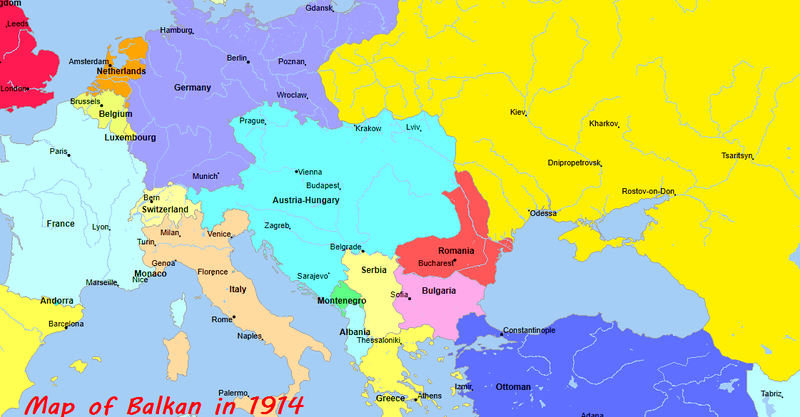 gdom
Leeds
London
Hamburg
Gdansk
Amsterdam
Netherlands
Berlin
Poznan
Germany
Wroclaw
Brussels
Belgium
Luxembourg
Prague
Krakow
Lviv
Kiev
Kharkov
Tsaritsyn
Dnipropetrovsk
Rostov-on-Don
Odessa
Paris
Munich
Vienna
Budapest
Austria-Hungary
Bern
Switzerland
France
Lyon
Milan
Turin
Venice
Zagreb
Belgrade
Romania
Bucharest
Genoa
Monaco
Nice
Marseille
Florence
Sarajevo
Serbia
Italy
Montenegro
Sofia
Bulgaria
Andorra
Barcelona
Rome
Naples
Albania
Thessaloniki
Constantinople
Palermo
Greece
Athens
Izmir
Ottoman
Adana
Tabriz
Map of Balkan in 1914